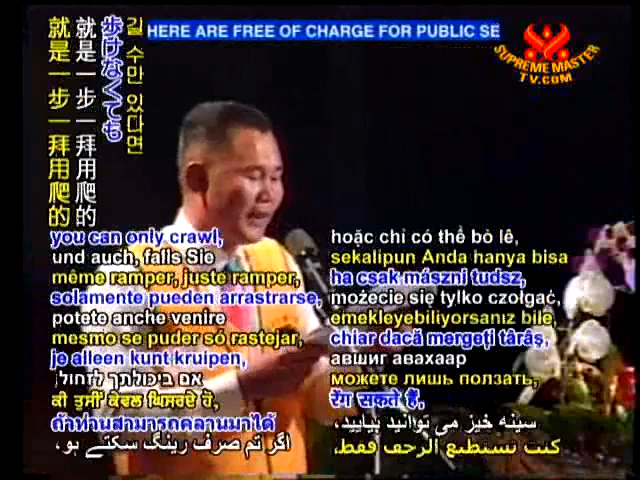 HERE ARE FREE OF CHARGE FOR PUBLIC SE
SUPREME MASTER
TV.COM
길 수만 있다면
歩けなくても
就是一步一拜用爬的
就是一步一拜用爬的
you can only crawl,
und auch, falls Sie
même ramper, juste ramper,
solamente pueden arrastrarse,
potete anche venire
mesmo se puder só rastejar,
je alleen kunt kruipen,
אם ביכולתך לזחול
ਕੀ ਤੁਸੀਂ ਕੇਵਲ ਘਿਸਰਦੇ ਹੋ,
ถ้าท่านสามารถคลานมาได้
اگر تم صرف رینگ سکتے ہو،
hoặc chỉ có thể bò lê,
sekalipun Anda hanya bisa
ha csak mászni tudsz,
możecie się tylko czołgać,
emekleyebiliyorsanız bile,
chiar dacă mergeţi târâş,
авшиг авахаар
можете лишь ползать,
रेंग सकते हैं,
سینه خیز می توانید بیایید،
كنت تستطيع الزحف فقط،